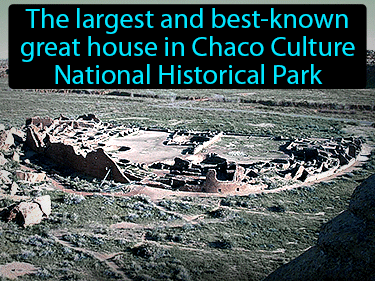 The largest and best-known
great house in Chaco Culture
National Historical Park